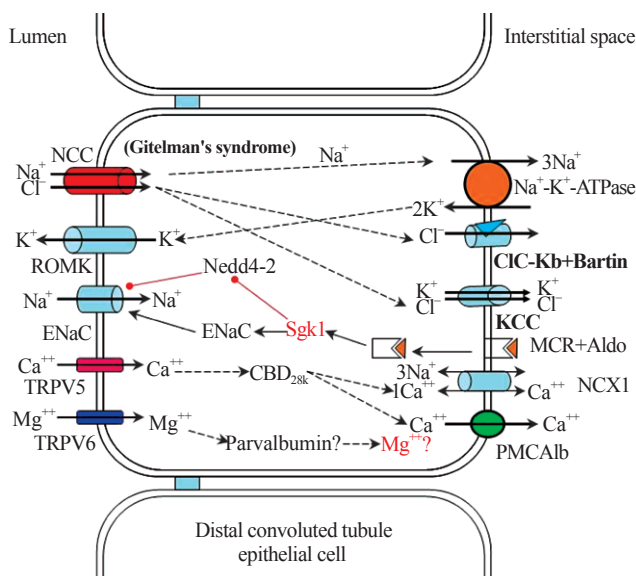 Lumen
Interstitial space
NCC
(Gitelman's syndrome)
Na⁺
Na⁺
Cl⁻
3Na⁺
Na⁺-K⁺-ATPase
2K⁺
K⁺
K⁺
ROMK
Cl⁻
ClC-Kb+Bartin
Nedd4-2
Na⁺
Na⁺
ENaC
ENaC
Sgk1
K⁺
Cl⁻
K⁺
Cl⁻
KCC
MCR+Aldo
Ca⁺⁺
Ca⁺⁺
TRPV5
CBD₂₈ₖ
3Na⁺
1Ca⁺⁺
Ca⁺⁺
NCX1
Mg⁺⁺
Mg⁺⁺
TRPV6
Parvalbumin?
Mg⁺⁺?
Ca⁺⁺
Ca⁺⁺
PMCAlb
Distal convoluted tubule
epithelial cell